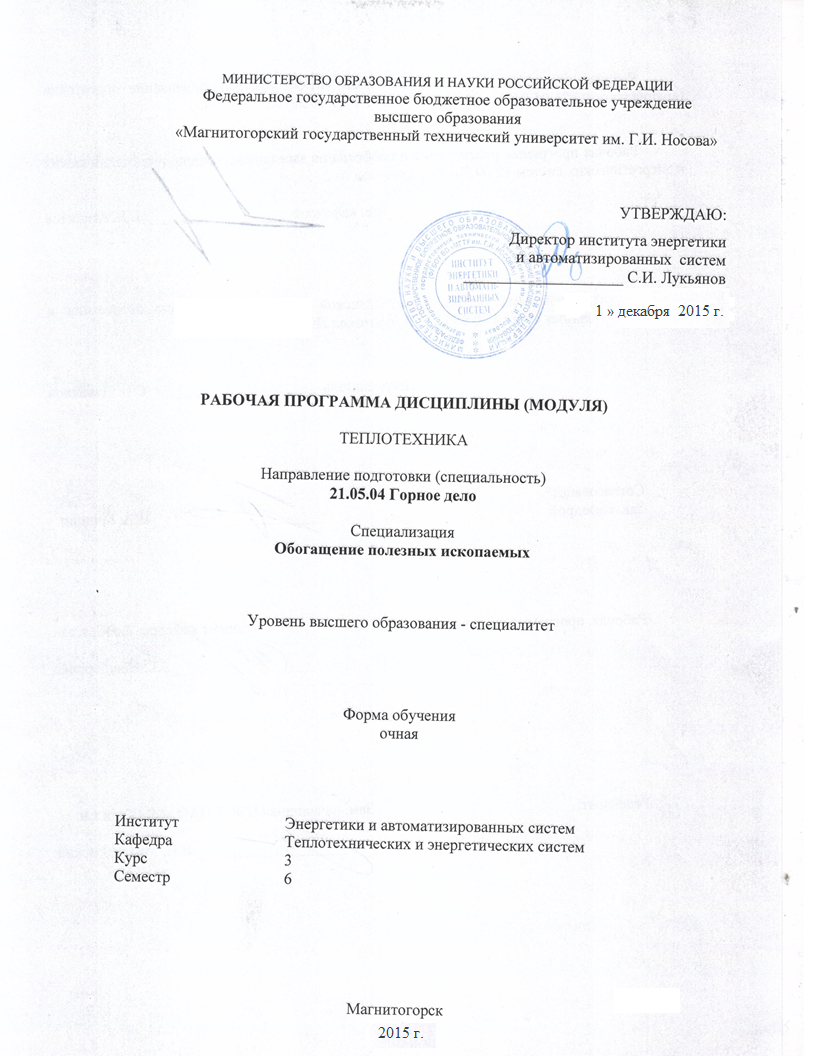 МИНИСТЕРСТВО ОБРАЗОВАНИЯ И НАУКИ РОССИЙСКОЙ ФЕДЕРАЦИИ
Федеральное государственное бюджетное образовательное учреждение
высшего образования
«Магнитогорский государственный технический университет им. Г.И. Носова»
УТВЕРЖДАЮ:
Директор института энергетики
и автоматизированных систем
С.И. Лукьянов
1 » декабря 2015 г.
ИНСТИТУТ
ЭНЕРГЕТИКИ
И АВТОМАТИ-
ЗИРОВАННЫХ
СИСТЕМ
РАБОЧАЯ ПРОГРАММА ДИСЦИПЛИНЫ (МОДУЛЯ)
ТЕПЛОТЕХНИКА
Направление подготовки (специальность)
21.05.04 Горное дело
Специализация
Обогащение полезных ископаемых
Уровень высшего образования - специалитет
Форма обучения
очная
Институт Энергетики и автоматизированных систем
Кафедра Теплотехнических и энергетических систем
Курс 3
Семестр 6
Магнитогорск
2015 г.